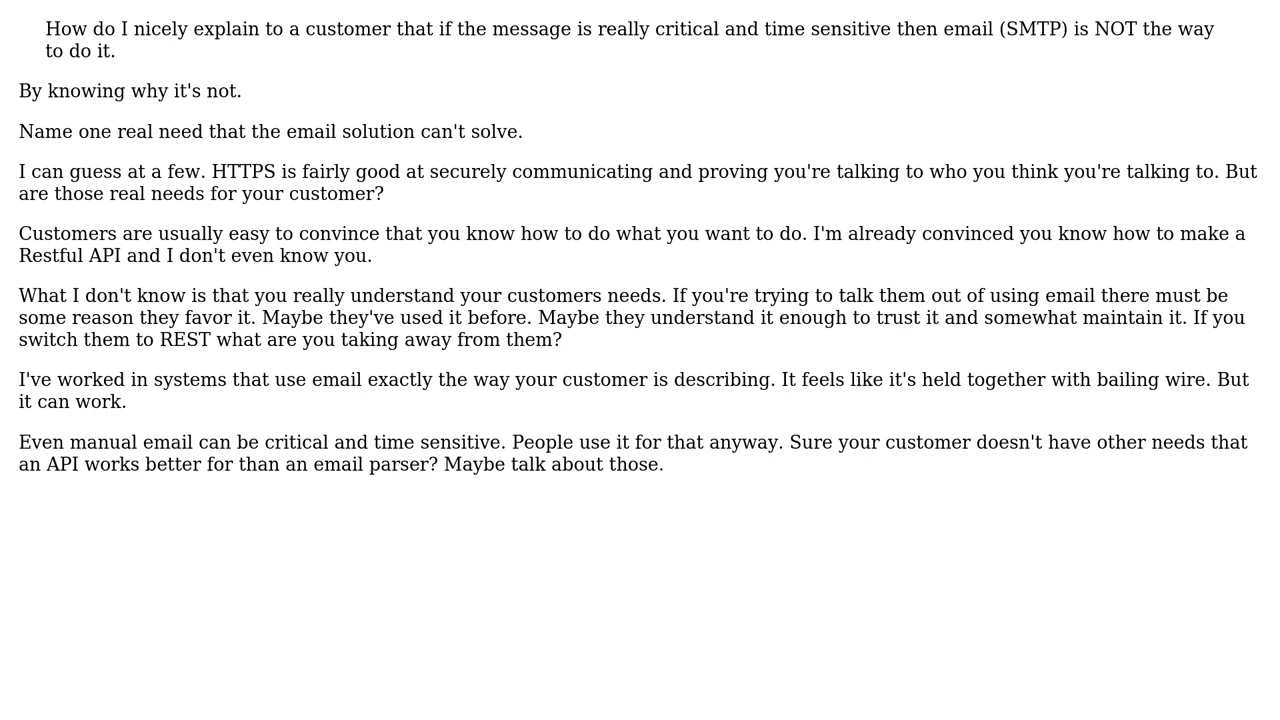 How do I nicely explain to a customer that if the message is really critical and time sensitive then email (SMTP) is NOT the way
to do it.
By knowing why it's not.
Name one real need that the email solution can't solve.
I can guess at a few. HTTPS is fairly good at securely communicating and proving you're talking to who you think you're talking to. But
are those real needs for your customer?
Customers are usually easy to convince that you know how to do what you want to do. I'm already convinced you know how to make a
Restful API and I don't even know you.
What I don't know is that you really understand your customers needs. If you're trying to talk them out of using email there must be
some reason they favor it. Maybe they've used it before. Maybe they understand it enough to trust it and somewhat maintain it. If you
switch them to REST what are you taking away from them?
I've worked in systems that use email exactly the way your customer is describing. It feels like it's held together with bailing wire. But
it can work.
Even manual email can be critical and time sensitive. People use it for that anyway. Sure your customer doesn't have other needs that
an API works better for than an email parser? Maybe talk about those.